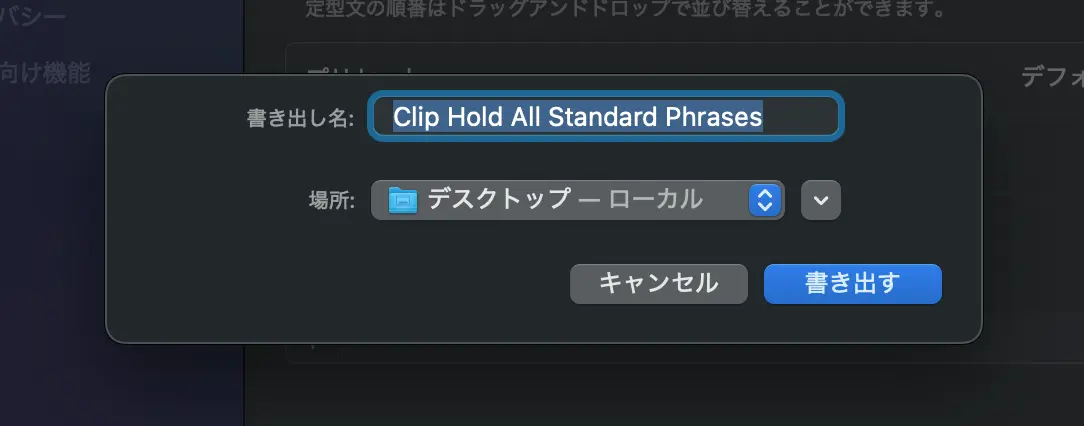 バシー
定型文の順番はドラッグアンドドロップで並び替えることができます。
向け機能
デフォ
書き出し名: Clip Hold All Standard Phrases
場所: デスクトップ — ローカル
キャンセル 書き出す